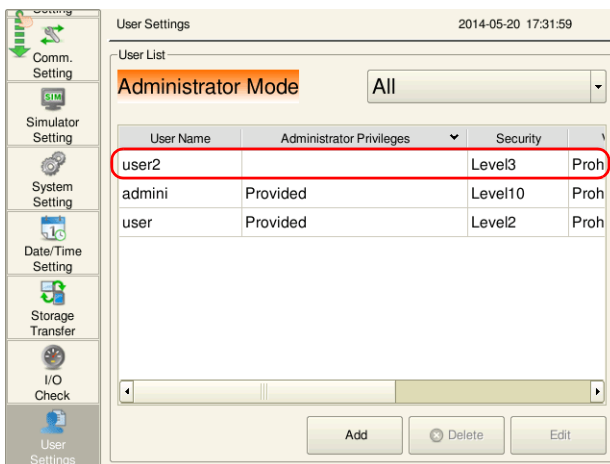 Setting
Comm.
Setting
SIM
Simulator
Setting
System
Setting
1
Date/Time
Setting
Storage
Transfer
I/O
Check
User
Settings
User Settings
2014-05-20 17:31:59
User List
Administrator Mode
All
User Name Administrator Privileges Security
user2 Level3 Proh
admini Provided Level10 Proh
user Provided Level2 Proh
Add Delete Edit